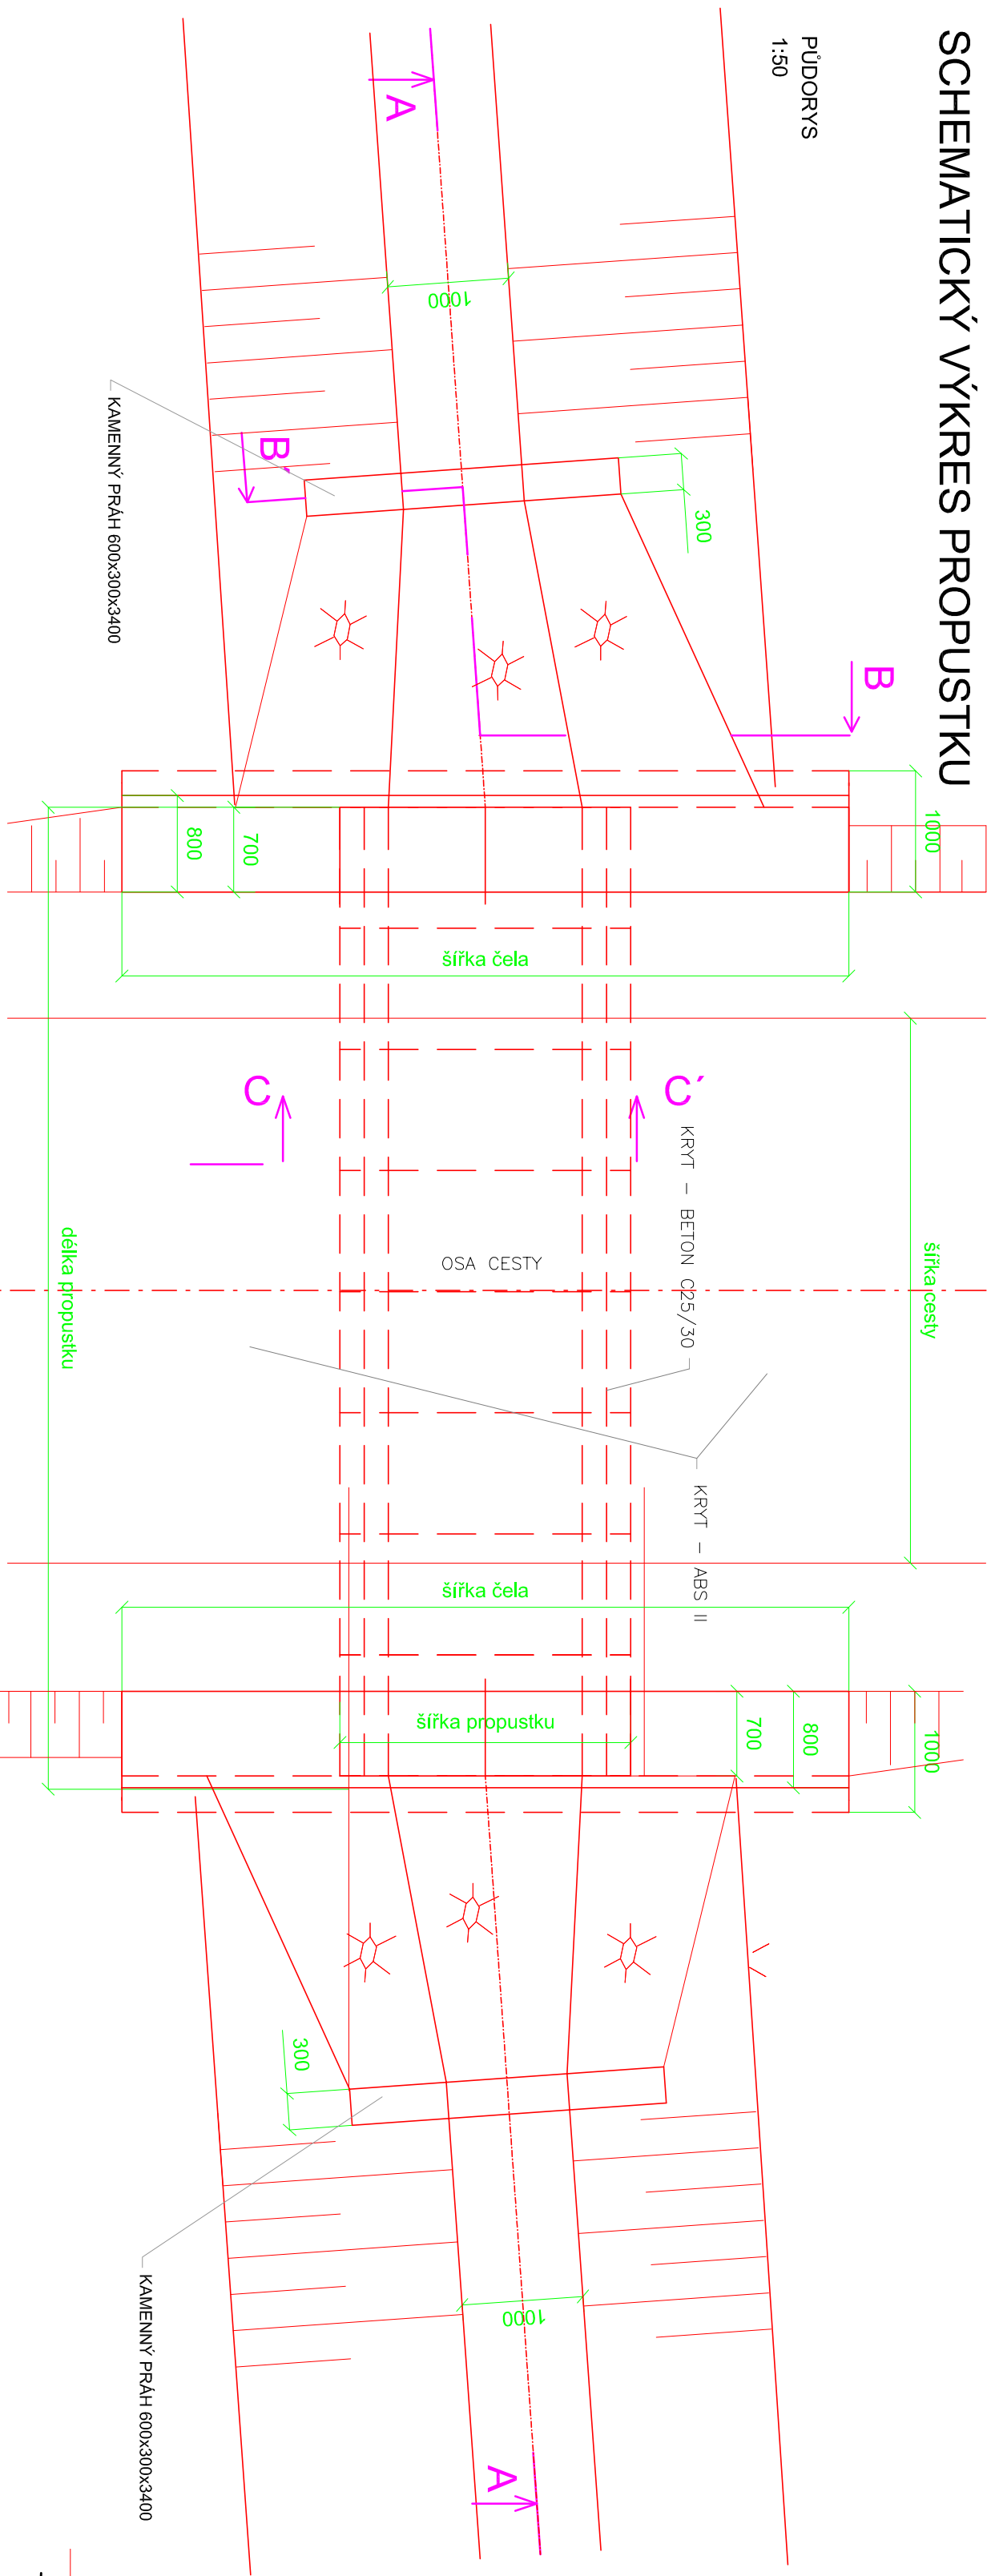 SCHEMATICKÝ VÝKRES PROPUSTKU
PŮDORYS
1:50
A
1000
KAMENNÝ PRÁH 600x300x3400
B´
300
B
1000
800
700
šířka čela
C
C´
KRYT - BETON C25/30
OSA CESTY
šířka cesty
délka propustku
KRYT - ABS II
šířka čela
šířka propustku
700
800
1000
300
KAMENNÝ PRÁH 600x300x3400
1000
A